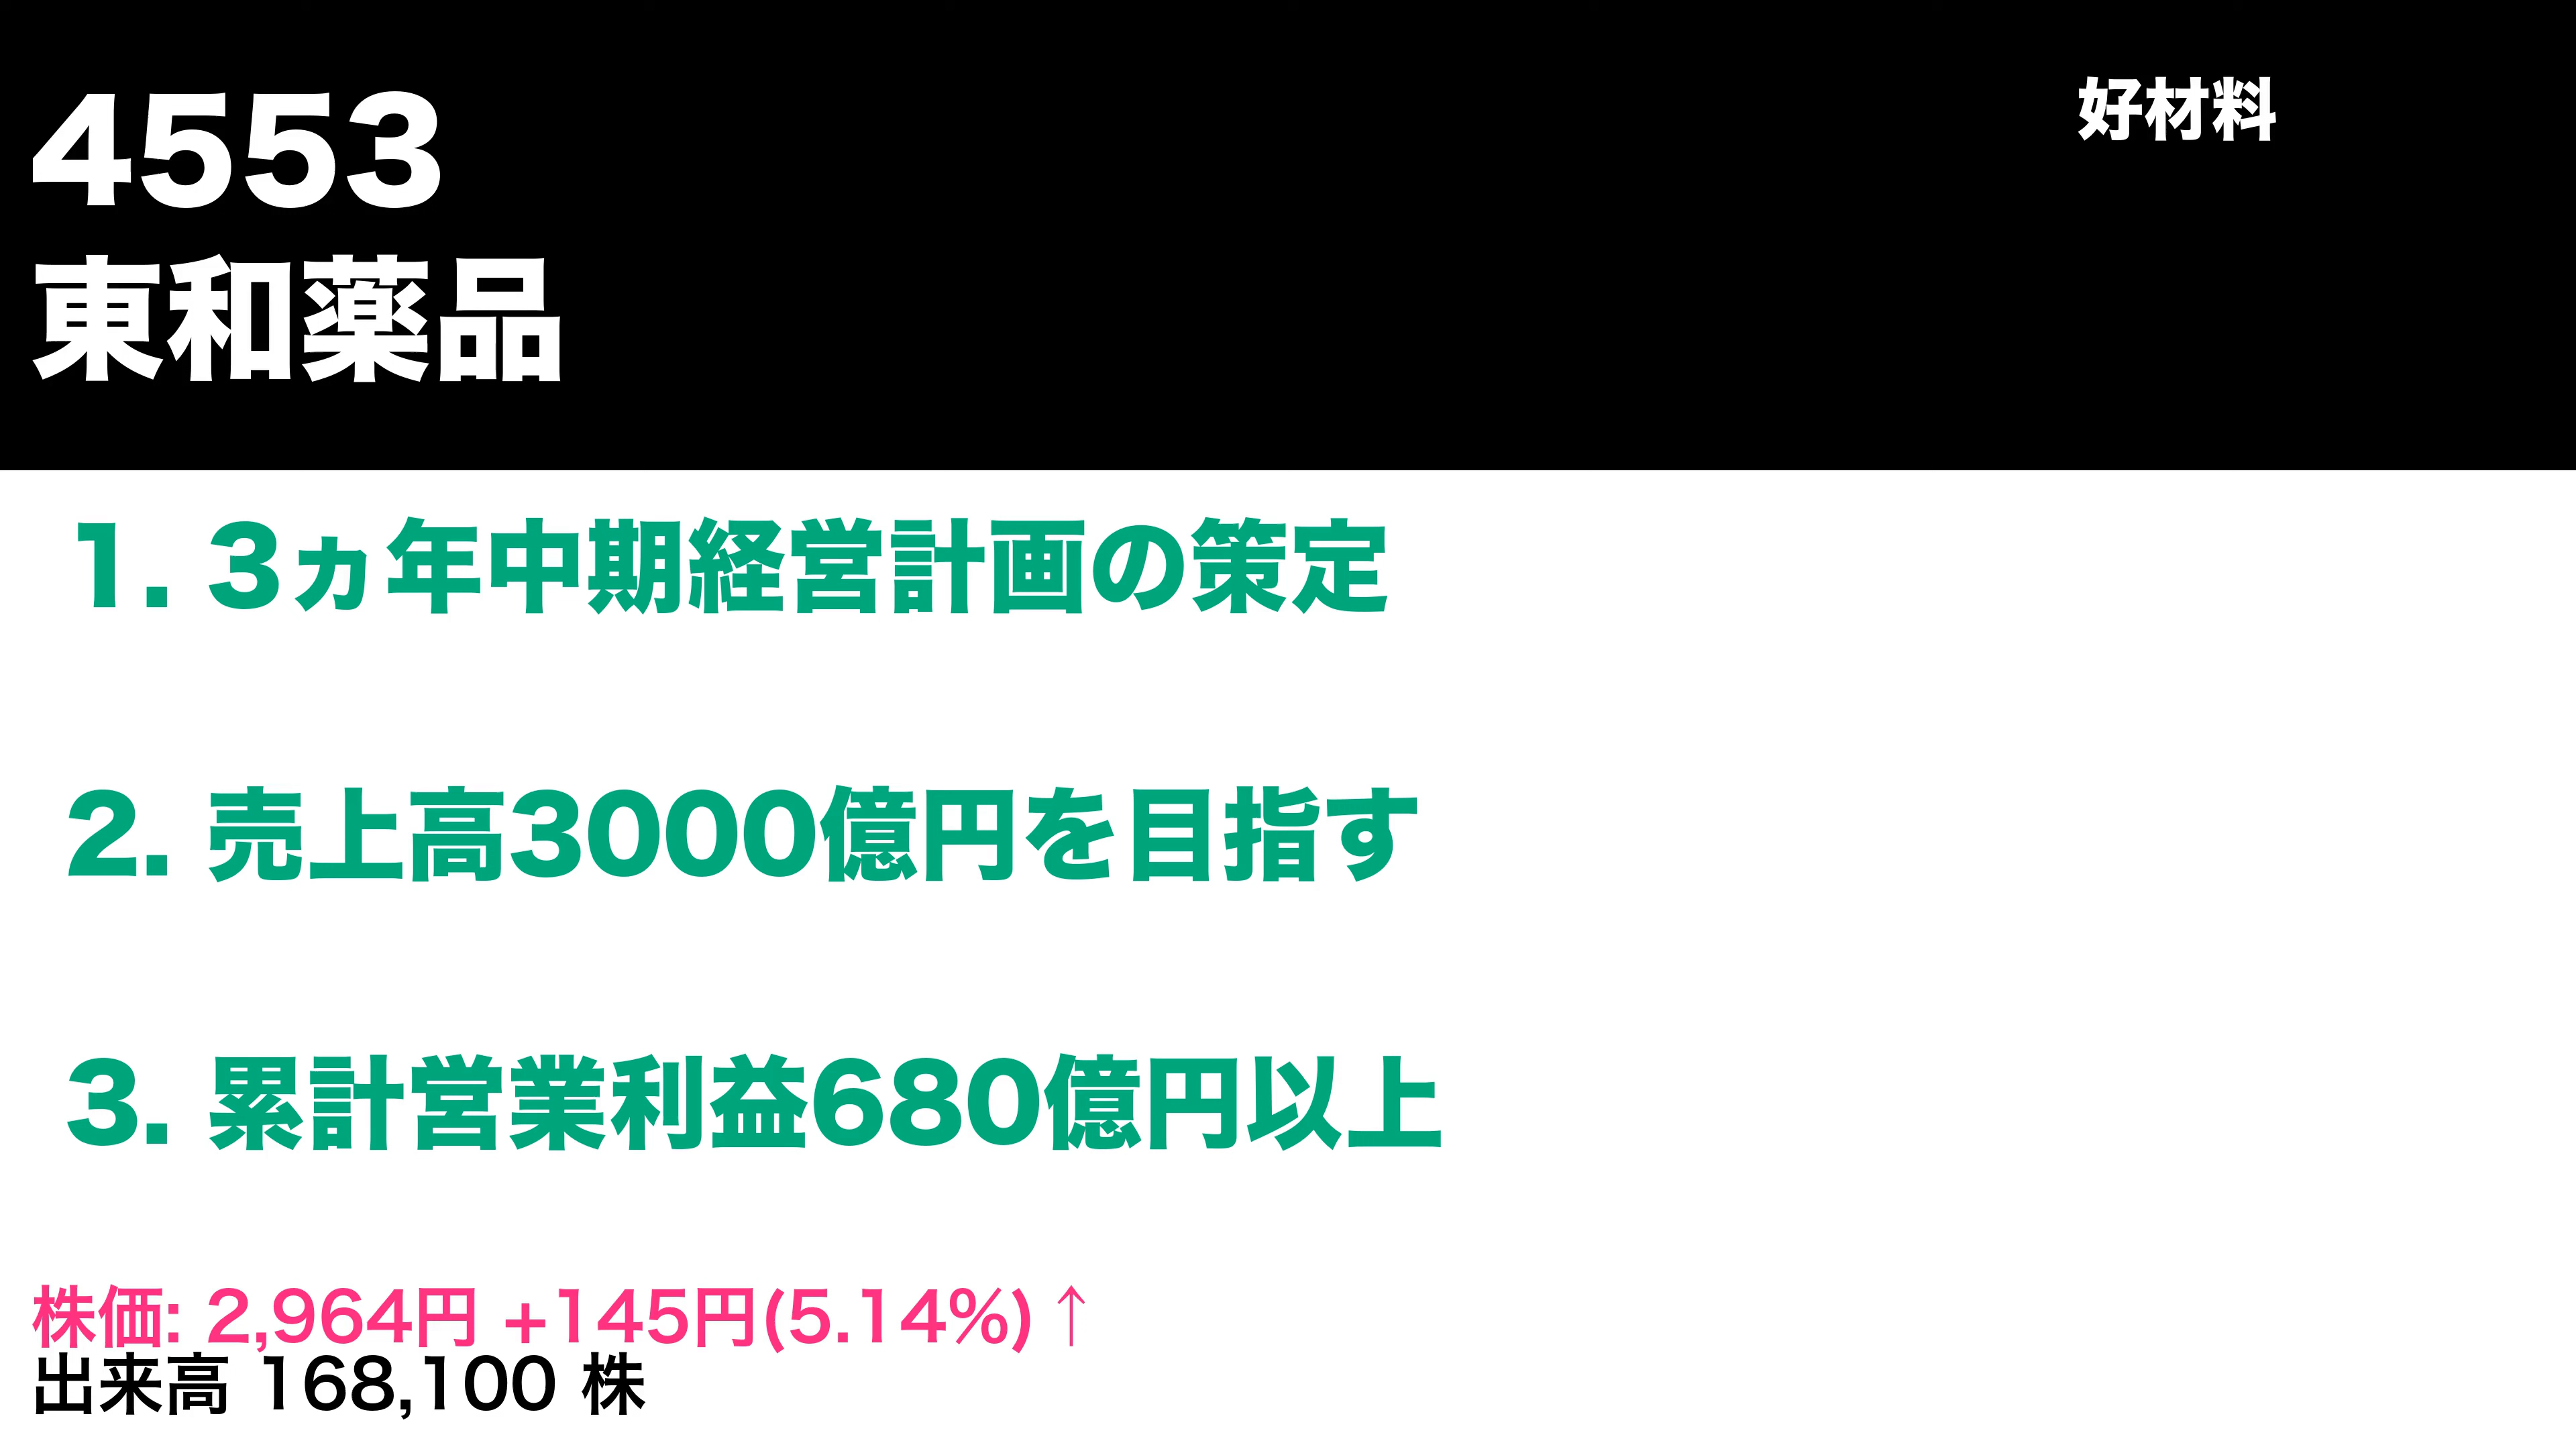 4553
東和薬品
好材料
1. 3ヵ年中期経営計画の策定
2. 売上高3000億円を目指す
3. 累計営業利益680億円以上
株価: 2,964円 +145円(5.14%)↑
出来高 168,100 株